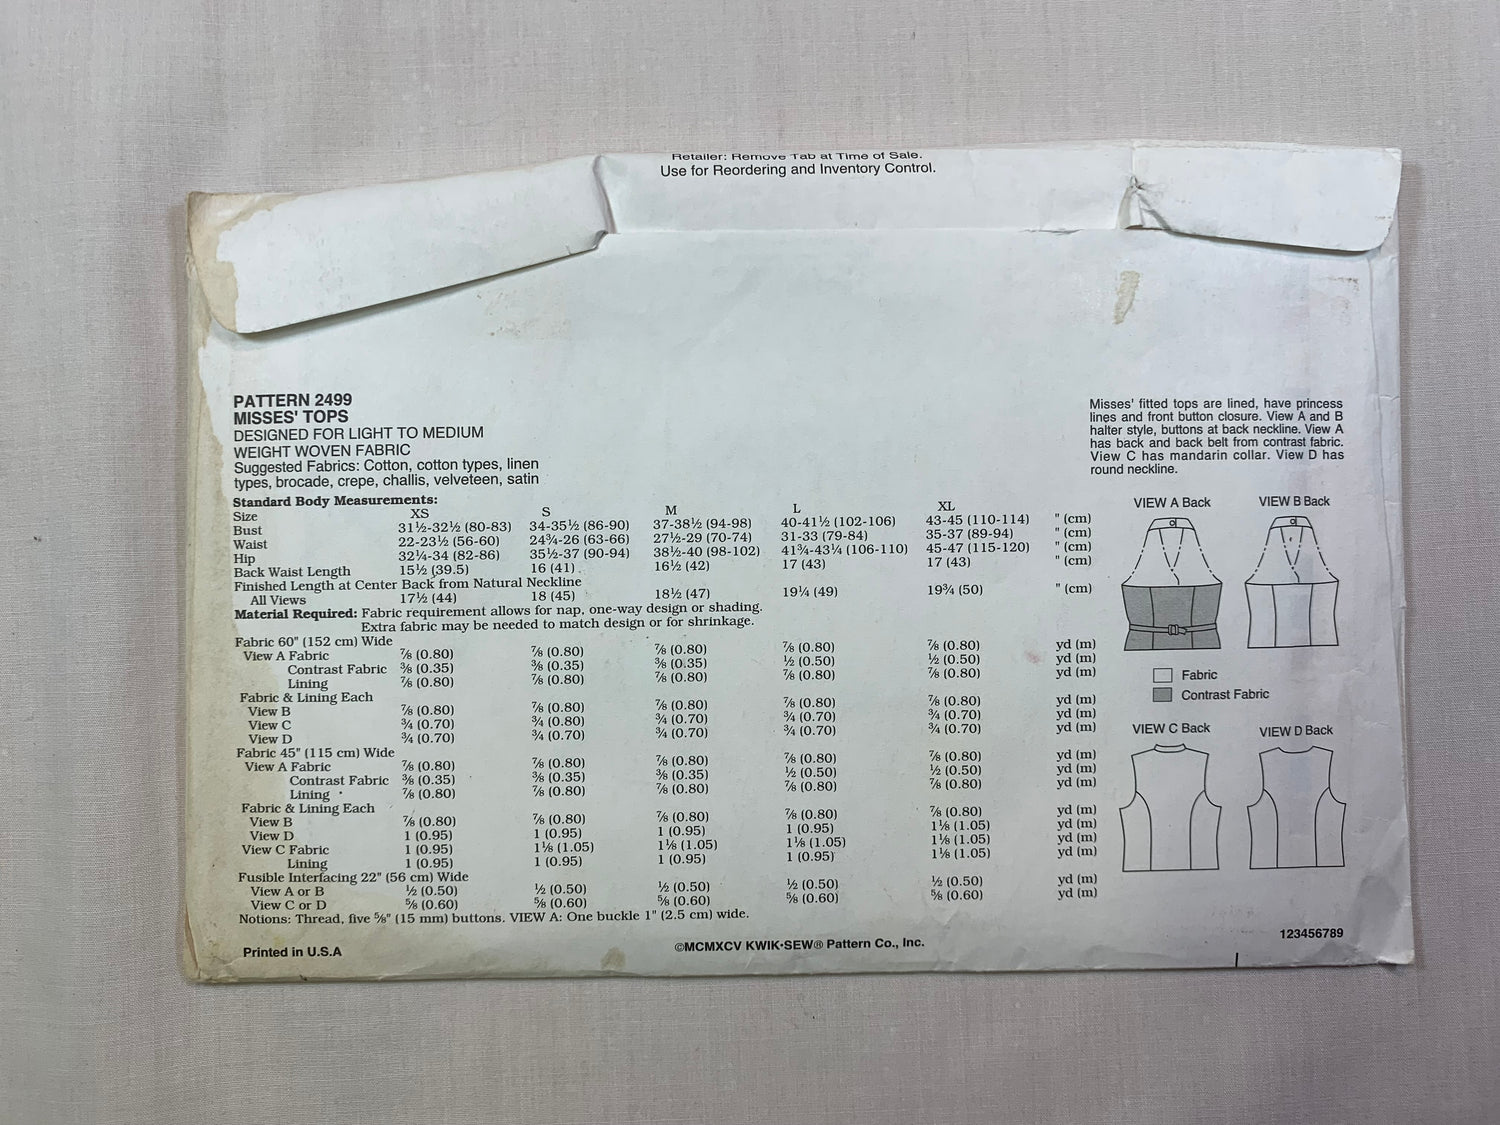 Retailer: Remove Tab at Time of Sale.
Use for Reordering and Inventory Control.
PATTERN 2499
MISSES' TOPS
DESIGNED FOR LIGHT TO MEDIUM
WEIGHT WOVEN FABRIC
Suggested Fabrics: Cotton, cotton types, linen
types, brocade, crepe, challis, velveteen, satin
Standard Body Measurements:
Size XS S M L XL
Bust 31½-32½ (80-83) 34-35½ (86-90) 37-38½ (94-98) 40-41½ (102-106) 43-45 (110-114) " (cm)
Waist 22-23½ (56-60) 24¾-26 (63-66) 27½-29 (70-74) 31-33 (79-84) 35-37 (89-94) " (cm)
Hip 32¼-34 (82-86) 35½-37 (90-94) 38½-40 (98-102) 41¾-43¼ (106-110) 45-47 (115-120) " (cm)
Back Waist Length 15½ (39.5) 16 (41) 16½ (42) 17 (43) 17 (43) " (cm)
Finished Length at Center Back from Natural Neckline
All Views 17½ (44) 18 (45) 18½ (47) 19¼ (49) 19¾ (50) " (cm)
Material Required: Fabric requirement allows for nap, one-way design or shading.
Extra fabric may be needed to match design or for shrinkage.
Fabric 60" (152 cm) Wide
View A Fabric ⅞ (0.80) ⅞ (0.80) ⅞ (0.80) ⅞ (0.80) ⅞ (0.80) yd (m)
Contrast Fabric ⅜ (0.35) ⅜ (0.35) ⅜ (0.35) ½ (0.50) ½ (0.50) yd (m)
Lining ⅞ (0.80) ⅞ (0.80) ⅞ (0.80) ⅞ (0.80) ⅞ (0.80) yd (m)
Fabric & Lining Each
View B ⅞ (0.80) ⅞ (0.80) ⅞ (0.80) ⅞ (0.80) ⅞ (0.80) yd (m)
View C ¾ (0.70) ¾ (0.80) ¾ (0.70) ¾ (0.70) ¾ (0.70) yd (m)
View D ¾ (0.70) ¾ (0.70) ¾ (0.70) ¾ (0.70) ¾ (0.70) yd (m)
Fabric 45" (115 cm) Wide
View A Fabric ⅞ (0.80) ⅞ (0.80) ⅞ (0.80) ⅞ (0.80) ⅞ (0.80) yd (m)
Contrast Fabric ⅜ (0.35) ⅜ (0.35) ⅜ (0.35) ½ (0.50) ½ (0.50) yd (m)
Lining ⅞ (0.80) ⅞ (0.80) ⅞ (0.80) ⅞ (0.80) ⅞ (0.80) yd (m)
Fabric & Lining Each
View B ⅞ (0.80) ⅞ (0.80) ⅞ (0.80) ⅞ (0.80) ⅞ (0.80) yd (m)
View D 1 (0.95) 1 (0.95) 1 (0.95) 1 (0.95) 1⅛ (1.05) yd (m)
View C Fabric 1 (0.95) 1⅛ (1.05) 1⅛ (1.05) 1⅛ (1.05) 1⅛ (1.05) yd (m)
Lining 1 (0.95) 1 (0.95) 1 (0.95) 1 (0.95) 1⅛ (1.05) yd (m)
Fusible Interfacing 22" (56 cm) Wide
View A or B ½ (0.50) ½ (0.50) ½ (0.50) ½ (0.50) ½ (0.50) yd (m)
View C or D ⅝ (0.60) ⅝ (0.60) ⅝ (0.60) ⅝ (0.60) ⅝ (0.60) yd (m)
Notions: Thread, five ⅝" (15 mm) buttons. VIEW A: One buckle 1" (2.5 cm) wide.
Printed in U.S.A
©MCMXCV KWIK•SEW® Pattern Co., Inc.
Misses' fitted tops are lined, have princess
lines and front button closure. View A and B
halter style, buttons at back neckline. View A
has back and back belt from contrast fabric.
View C has mandarin collar. View D has
round neckline.
VIEW A Back
VIEW B Back
Fabric
Contrast Fabric
VIEW C Back
VIEW D Back
123456789